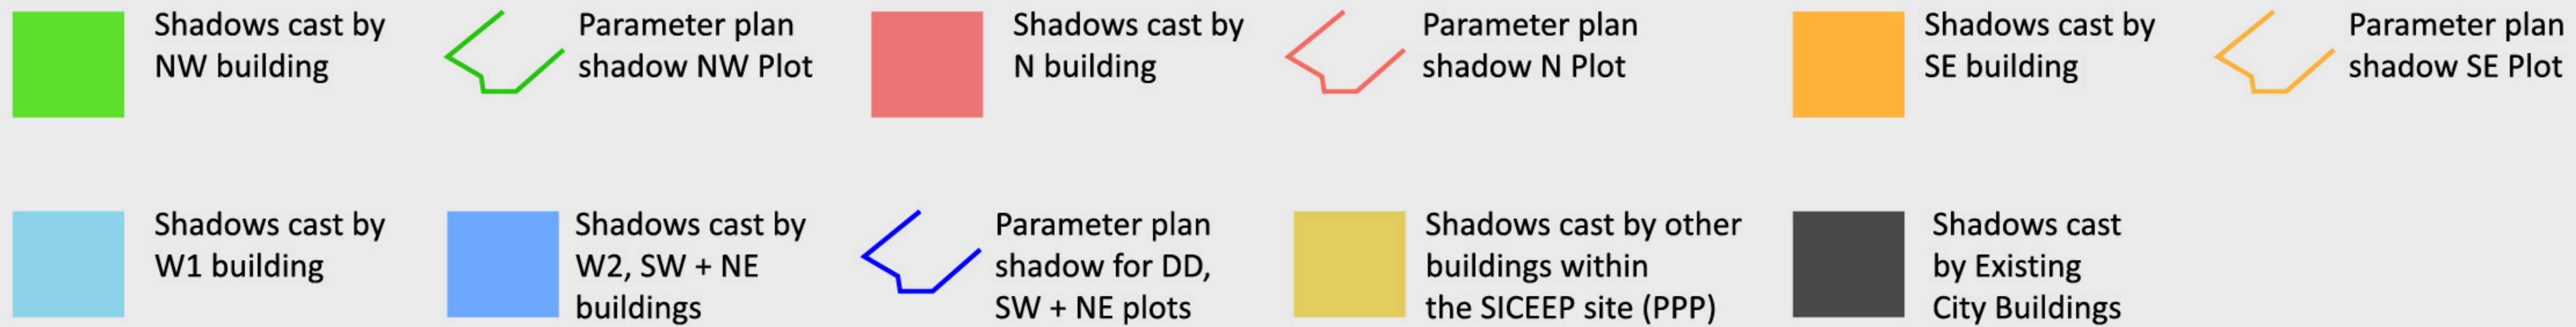 Shadows cast by
NW building
Parameter plan
shadow NW Plot
Shadows cast by
N building
Parameter plan
shadow N Plot
Shadows cast by
SE building
Parameter plan
shadow SE Plot
Shadows cast by
W1 building
Shadows cast by
W2, SW + NE
buildings
Parameter plan
shadow for DD,
SW + NE plots
Shadows cast by other
buildings within
the SICEEP site (PPP)
Shadows cast
by Existing
City Buildings